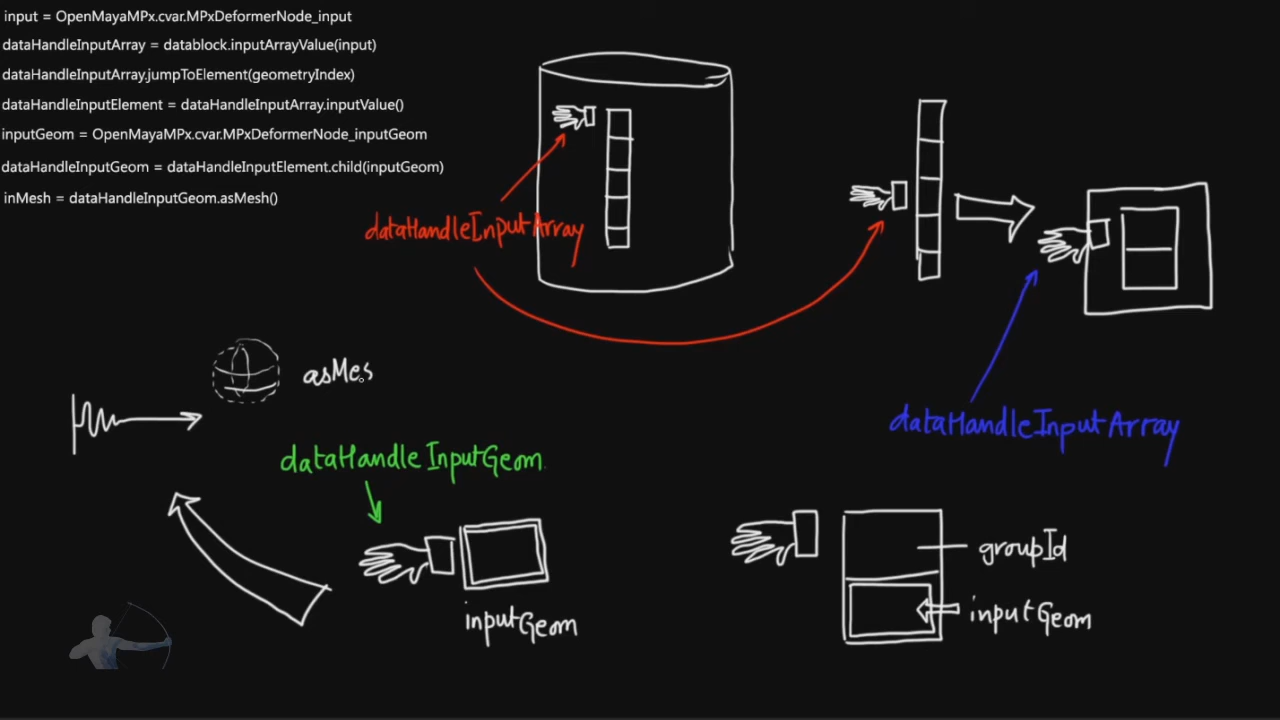 input = OpenMayaMPx.cvar.MPxDeformerNode_input
dataHandleInputArray = datablock.inputArrayValue(input)
dataHandleInputArray.jumpToElement(geometryIndex)
dataHandleInputElement = dataHandleInputArray.inputValue()
inputGeom = OpenMayaMPx.cvar.MPxDeformerNode_inputGeom
dataHandleInputGeom = dataHandleInputElement.child(inputGeom)
inMesh = dataHandleInputGeom.asMesh()
dataHandleInputArray
asMes
dataHandleInputArray
dataHandleInputGeom
groupId
inputGeom
inputGeom